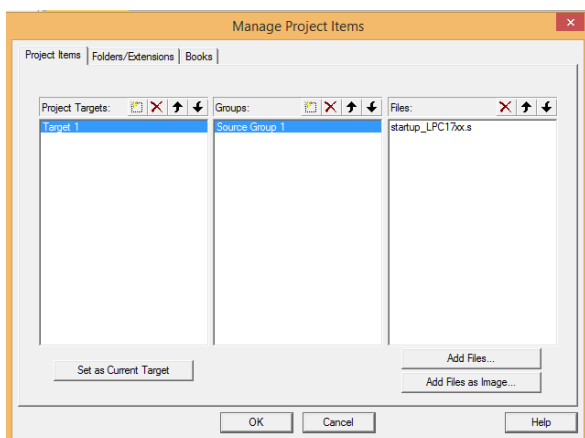 Manage Project Items
Project Items Folders/Extensions Books
Project Targets: Groups: Files:
Target 1 Source Group 1 startup_LPC17xx.s
Set as Current Target
Add Files...
Add Files as Image...
OK Cancel Help